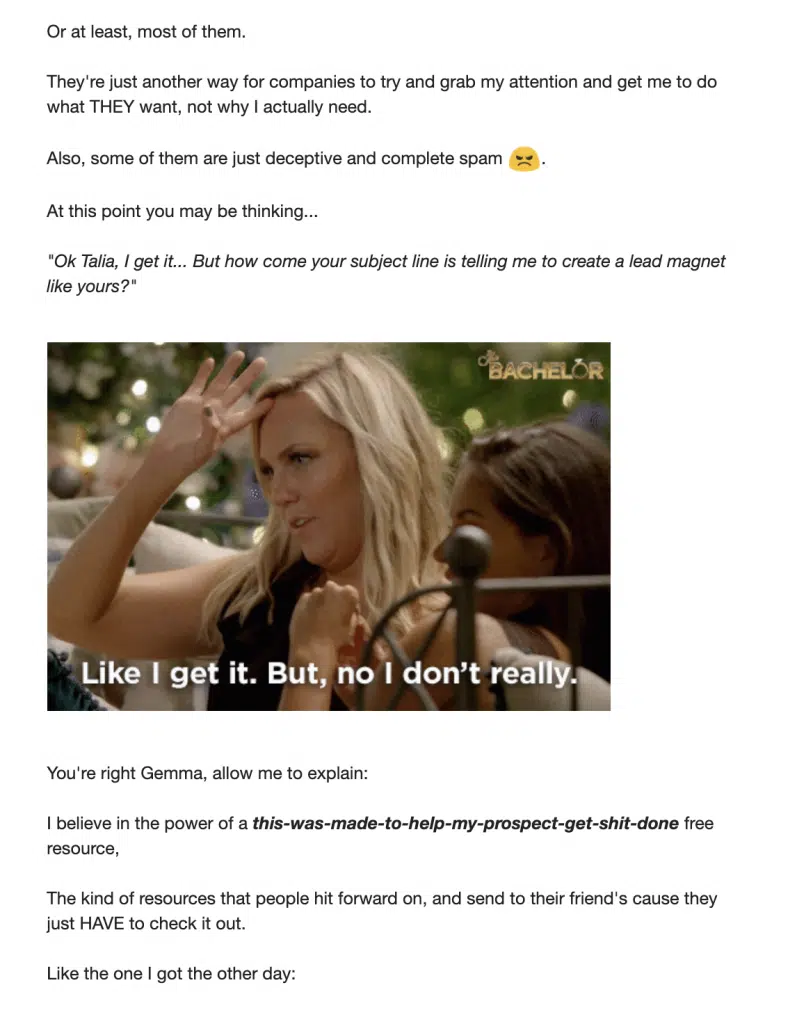 Or at least, most of them.
They're just another way for companies to try and grab my attention and get me to do
what THEY want, not why I actually need.
Also, some of them are just deceptive and complete spam 😠.
At this point you may be thinking...
"Ok Talia, I get it... But how come your subject line is telling me to create a lead magnet
like yours?"
The
BACHELOR
Like I get it. But, no I don't really.
You're right Gemma, allow me to explain:
I believe in the power of a this-was-made-to-help-my-prospect-get-shit-done free
resource,
The kind of resources that people hit forward on, and send to their friend's cause they
just HAVE to check it out.
Like the one I got the other day: